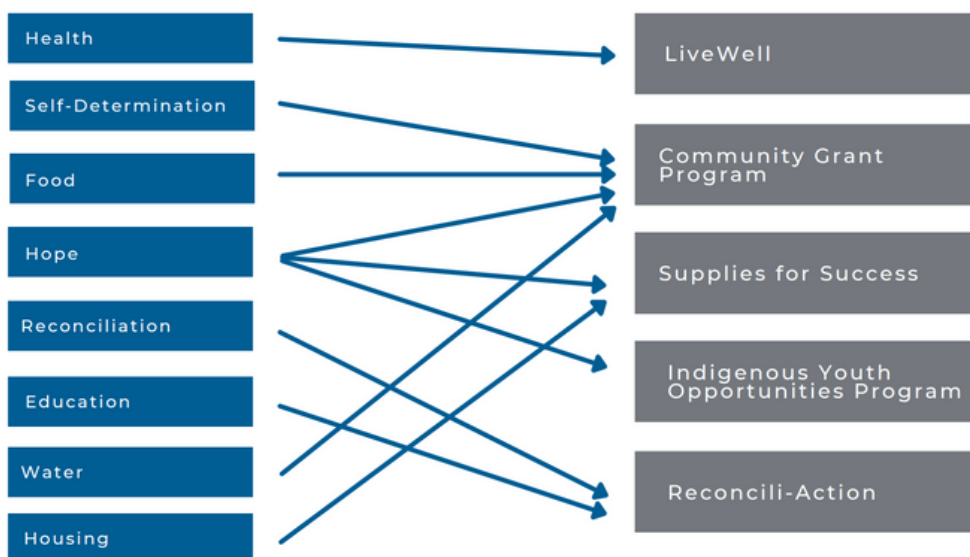 Health
Self-Determination
Food
Hope
Reconciliation
Education
Water
Housing
LiveWell
Community Grant
Program
Supplies for Success
Indigenous Youth
Opportunities Program
Reconcili-Action